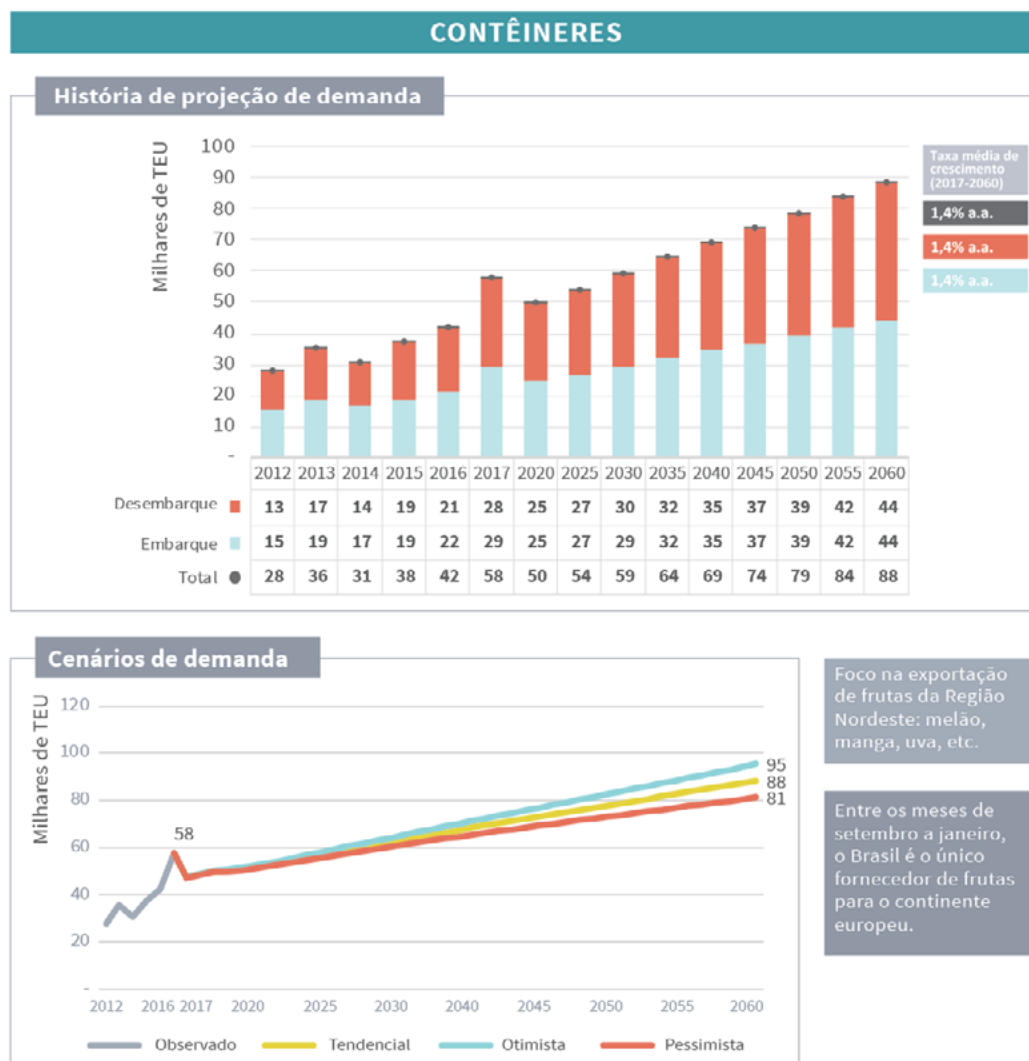 CONTÊINERES
História de projeção de demanda
Milhares de TEU
100
90
80
70
60
50
40
30
20
10
-
Taxa média de
crescimento
(2017-2060)
1,4% a.a.
1,4% a.a.
1,4% a.a.
2012 2013 2014 2015 2016 2017 2020 2025 2030 2035 2040 2045 2050 2055 2060
Desembarque 13 17 14 19 21 28 25 27 30 32 35 37 39 42 44
Embarque 15 19 17 19 22 29 25 27 29 32 35 37 39 42 44
Total 28 36 31 38 42 58 50 54 59 64 69 74 79 84 88
Cenários de demanda
Milhares de TEU
120
100
80
60
40
20
-
58
95
88
81
2012 2016 2017 2020 2025 2030 2040 2045 2050 2055 2060
Observado Tendencial Otimista Pessimista
Foco na exportação
de frutas da Região
Nordeste: melão,
manga, uva, etc.
Entre os meses de
setembro a janeiro,
o Brasil é o único
fornecedor de frutas
para o continente
europeu.